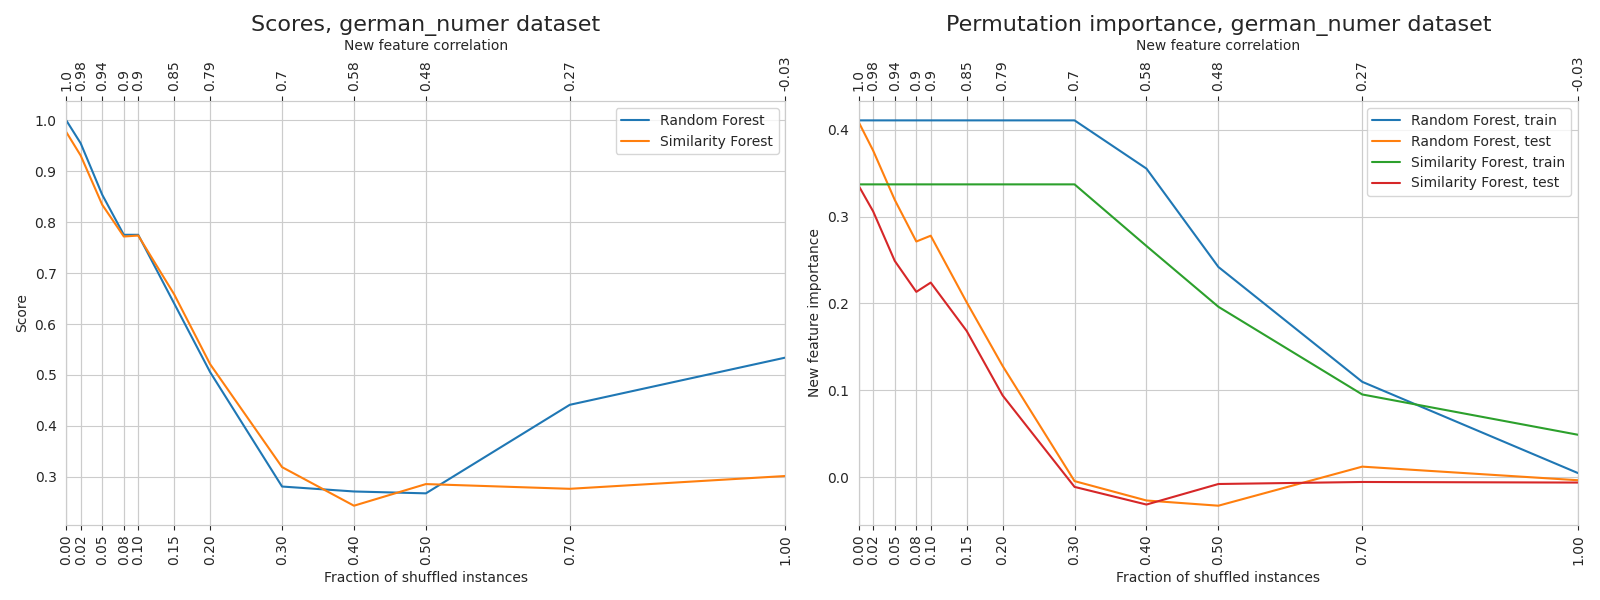 Scores, german_numer dataset
New feature correlation
1.0 0.98 0.94 0.9 0.9 0.85 0.79 0.7 0.58 0.48 0.27 -0.03
Random Forest
Similarity Forest
Score
1.0
0.9
0.8
0.7
0.6
0.5
0.4
0.3
0.00 0.02 0.05 0.08 0.10 0.15 0.20 0.30 0.40 0.50 0.70 1.00
Fraction of shuffled instances
Permutation importance, german_numer dataset
New feature correlation
1.0 0.98 0.94 0.9 0.9 0.85 0.79 0.7 0.58 0.48 0.27 -0.03
Random Forest, train
Random Forest, test
Similarity Forest, train
Similarity Forest, test
New feature importance
0.4
0.3
0.2
0.1
0.0
0.00 0.02 0.05 0.08 0.10 0.15 0.20 0.30 0.40 0.50 0.70 1.00
Fraction of shuffled instances